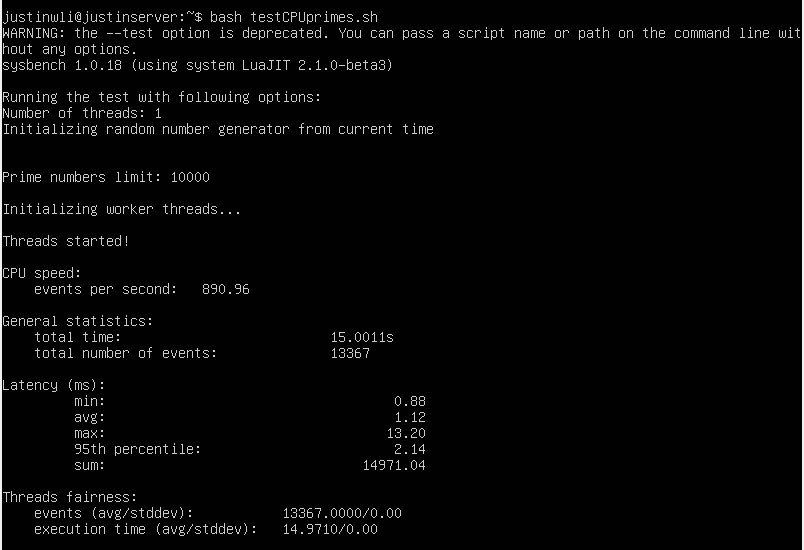 justinwli@justinserver:~$ bash testCPUprimes.sh
WARNING: the --test option is deprecated. You can pass a script name or path on the command line wit
hout any options.
sysbench 1.0.18 (using system LuaJIT 2.1.0-beta3)
Running the test with following options:
Number of threads: 1
Initializing random number generator from current time
Prime numbers limit: 10000
Initializing worker threads...
Threads started!
CPU speed:
events per second: 890.96
General statistics:
total time: 15.0011s
total number of events: 13367
Latency (ms):
min: 0.88
avg: 1.12
max: 13.20
95th percentile: 2.14
sum: 14971.04
Threads fairness:
events (avg/stddev): 13367.0000/0.00
execution time (avg/stddev): 14.9710/0.00